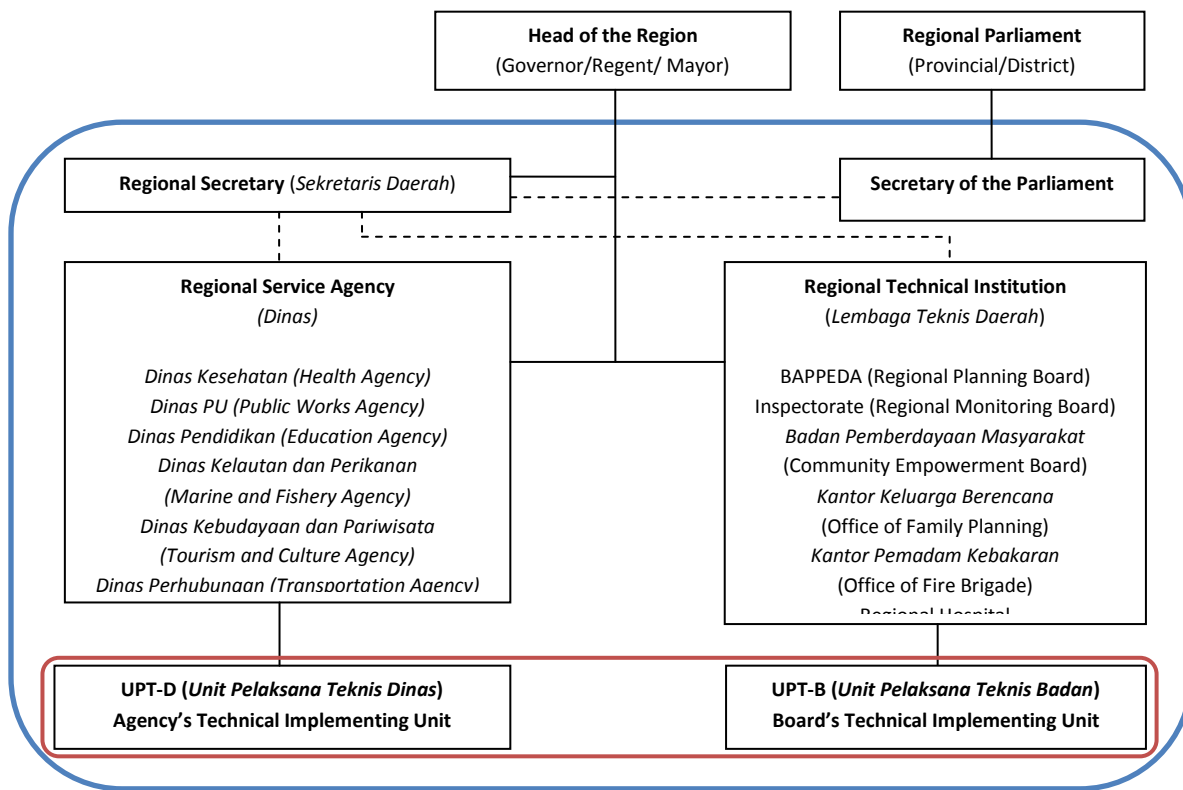 Head of the Region
(Governor/Regent/ Mayor)
Regional Parliament
(Provincial/District)
Regional Secretary (Sekretaris Daerah)
Secretary of the Parliament
Regional Service Agency
(Dinas)
Dinas Kesehatan (Health Agency)
Dinas PU (Public Works Agency)
Dinas Pendidikan (Education Agency)
Dinas Kelautan dan Perikanan
(Marine and Fishery Agency)
Dinas Kebudayaan dan Pariwisata
(Tourism and Culture Agency)
Dinas Perhubungan (Transportation Agency)
Regional Technical Institution
(Lembaga Teknis Daerah)
BAPPEDA (Regional Planning Board)
Inspectorate (Regional Monitoring Board)
Badan Pemberdayaan Masyarakat
(Community Empowerment Board)
Kantor Keluarga Berencana
(Office of Family Planning)
Kantor Pemadam Kebakaran
(Office of Fire Brigade)
Regional Hospital
UPT-D (Unit Pelaksana Teknis Dinas)
Agency's Technical Implementing Unit
UPT-B (Unit Pelaksana Teknis Badan)
Board's Technical Implementing Unit